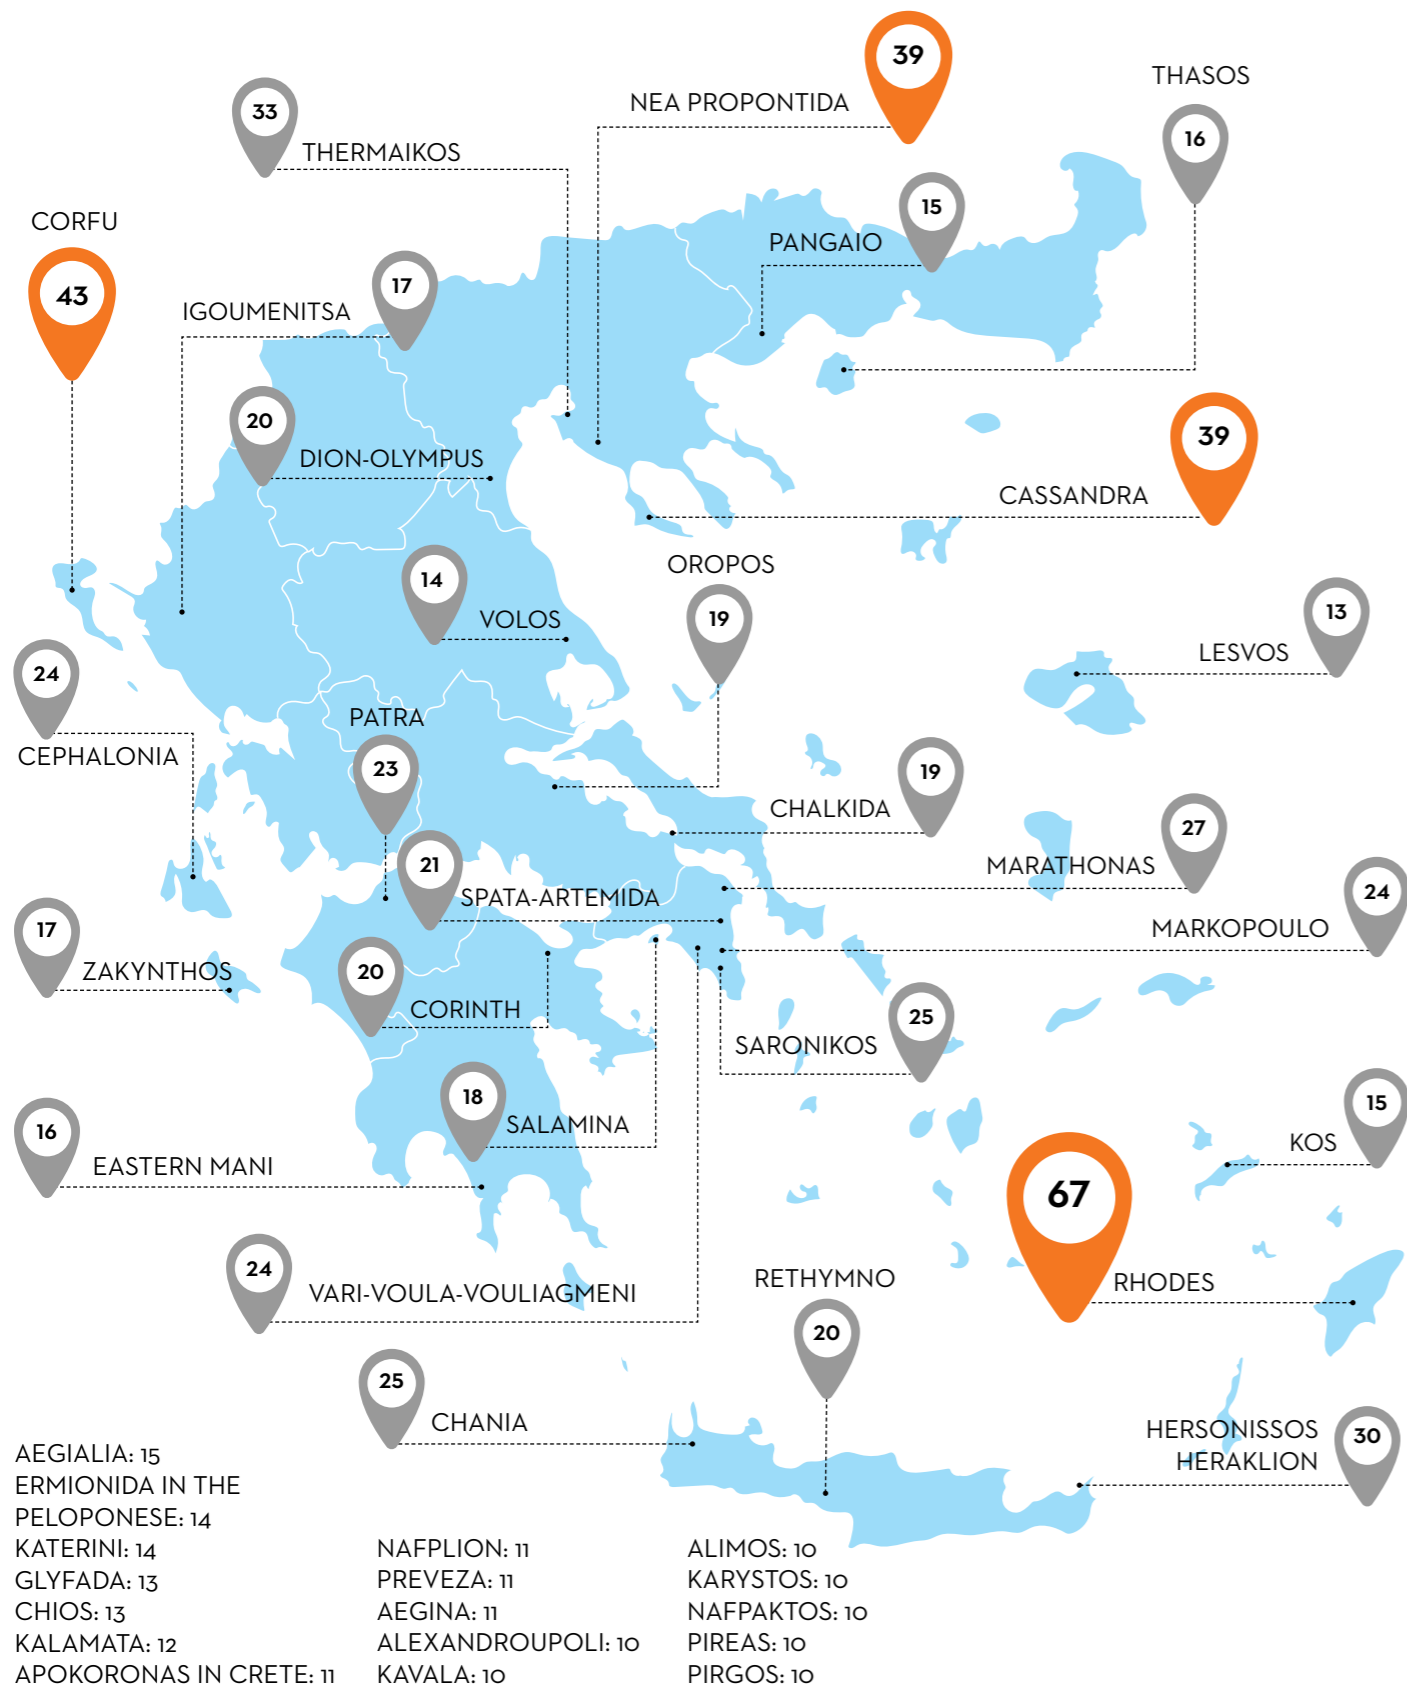 39
THASOS
NEA PROPONTIDA
33
16
THERMAIKOS
15
CORFU
PANGAIO
17
43
IGOUMENITSA
20
39
DION-OLYMPUS
CASSANDRA
OROPOS
14
19
13
VOLOS
LESVOS
24
PATRA
CEPHALONIA
23
19
CHALKIDA
27
21
MARATHONAS
24
SPATA-ARTEMIDA
17
MARKOPOULO
ZAKYNTHOS
20
CORINTH
25
SARONIKOS
18
15
SALAMINA
16
KOS
EASTERN MANI
67
24
RETHYMNO
RHODES
VARI-VOULA-VOULIAGMENI
20
25
CHANIA
HERSONISSOS
HERAKLION
30
AEGIALIA: 15
ERMIONIDA IN THE
PELOPONESE: 14
KATERINI: 14
GLYFADA: 13
CHIOS: 13
KALAMATA: 12
APOKORONAS IN CRETE: 11
NAFPLION: 11
PREVEZA: 11
AEGINA: 11
ALEXANDROUPOLI: 10
KAVALA: 10
ALIMOS: 10
KARYSTOS: 10
NAFPAKTOS: 10
PIREAS: 10
PIRGOS: 10